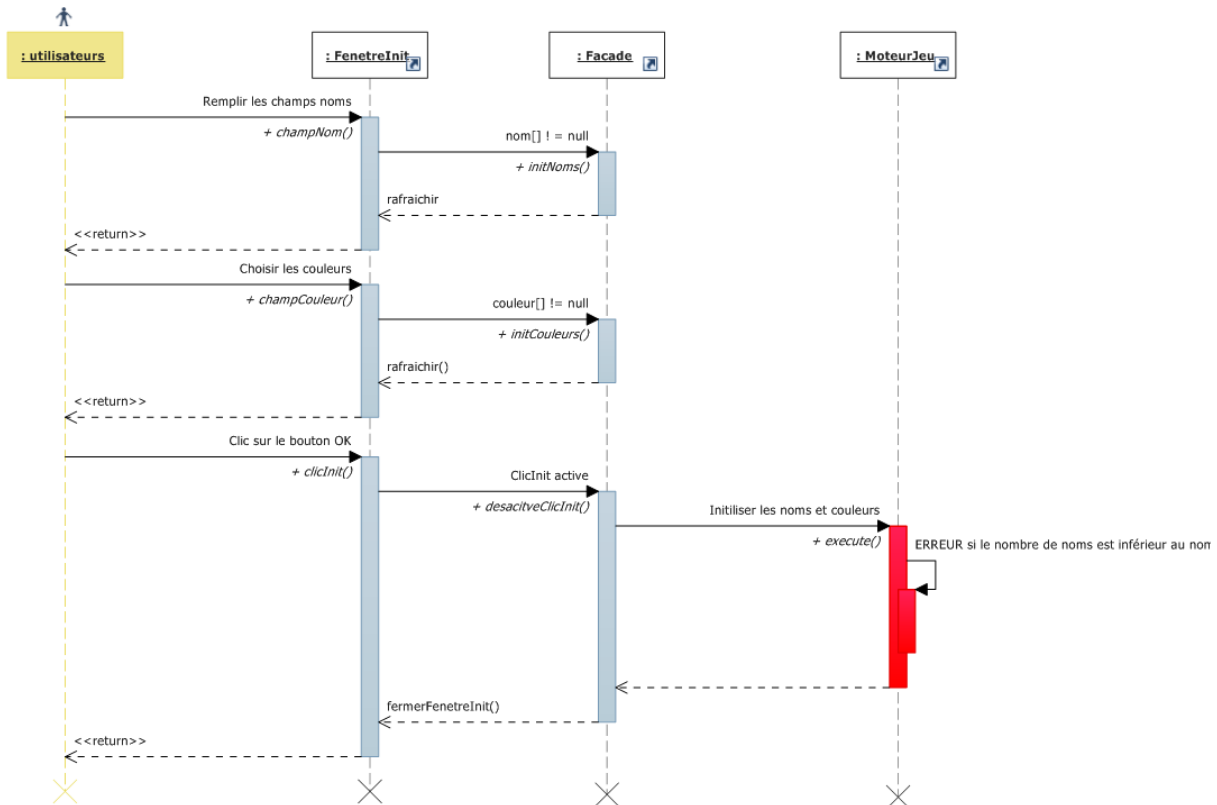 : utilisateurs
: FenetreInit
: Facade
: MoteurJeu
Remplir les champs noms
+ champNom()
nom[] ! = null
+ initNoms()
rafraichir
<<return>>
Choisir les couleurs
+ champCouleur()
couleur[] != null
+ initCouleurs()
rafraichir()
<<return>>
Clic sur le bouton OK
+ clicInit()
ClicInit active
+ desacitveClicInit()
Initiliser les noms et couleurs
+ execute()
ERREUR si le nombre de noms est inférieur au
fermerFenetreInit()
<<return>>